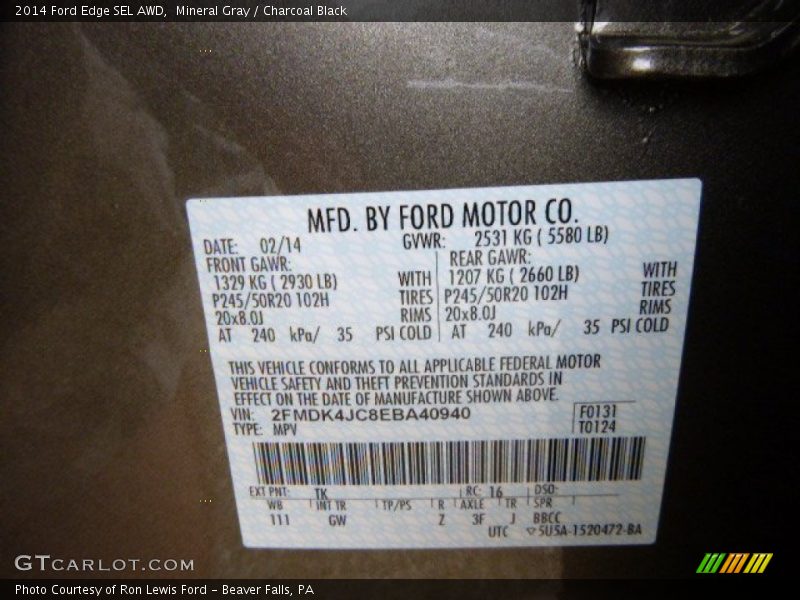 2014 Ford Edge SEL AWD,  Mineral Gray / Charcoal Black
MFD. BY FORD MOTOR CO.
DATE: 02/14 GVWR: 2531 KG ( 5580 LB)
FRONT GAWR: REAR GAWR:
1329 KG ( 2930 LB) WITH 1207 KG ( 2660 LB) WITH
P245/50R20 102H TIRES P245/50R20 102H TIRES
20x8.0J RIMS 20x8.0J RIMS
AT 240 kPa/ 35 PSI COLD AT 240 kPa/ 35 PSI COLD
THIS VEHICLE CONFORMS TO ALL APPLICABLE FEDERAL MOTOR
VEHICLE SAFETY AND THEFT PREVENTION STANDARDS IN
EFFECT ON THE DATE OF MANUFACTURE SHOWN ABOVE.
VIN: 2FMDK4JC8EBA40940 F0131
TYPE: MPV T0124
EXT PNT: TK RC: 16 DSO:
WB INT TR TP/PS R AXLE TR SPR
111 GW Z 3F J BBCC
UTC ▽5U5A-1520472-BA
GTCARLOT.COM
Photo Courtesy of Ron Lewis Ford – Beaver Falls, PA